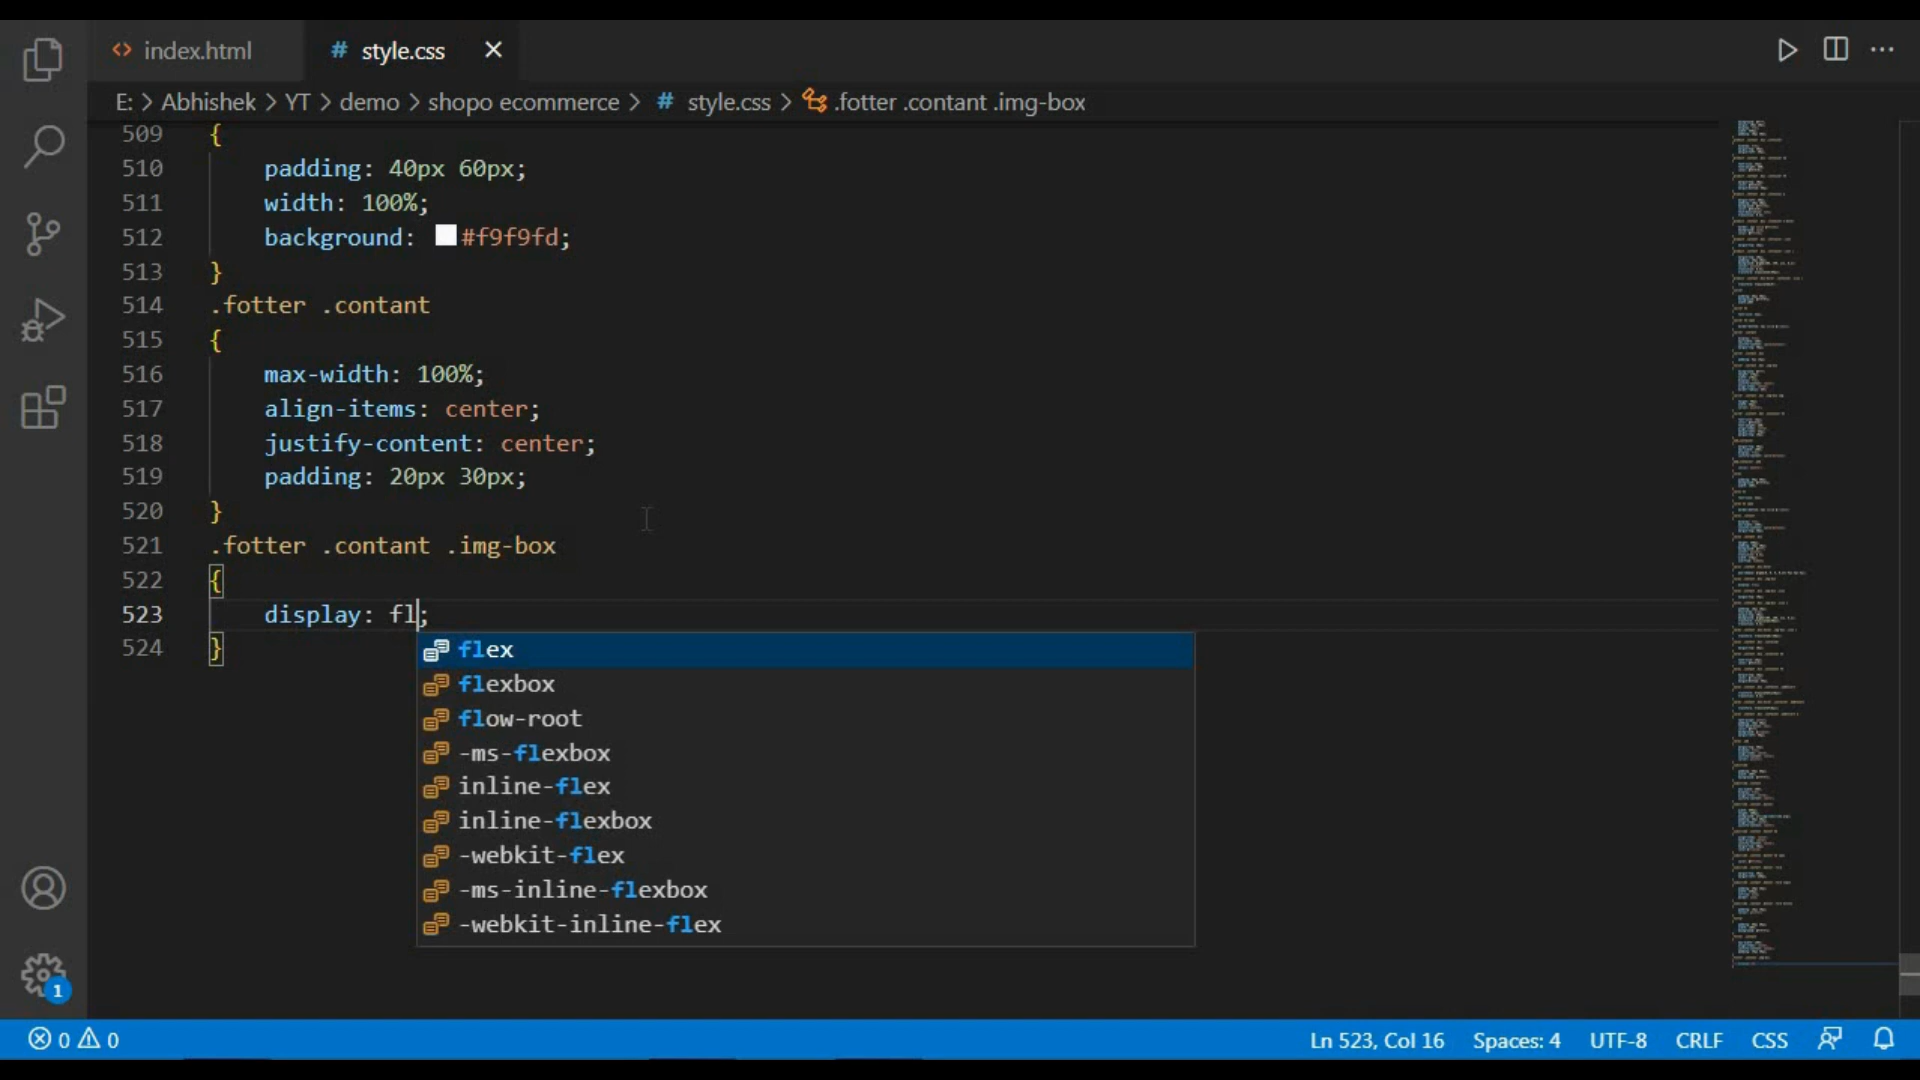 index.html
style.css
E: > Abhishek > YT > demo > shopo ecommerce > # style.css > .fotter .contant .img-box
509 {
510 padding: 40px 60px;
511 width: 100%;
512 background: #f9f9fd;
513 }
514 .fotter .contant
515 {
516 max-width: 100%;
517 align-items: center;
518 justify-content: center;
519 padding: 20px 30px;
520 }
521 .fotter .contant .img-box
522 {
523 display: fl;
524 }
flex
flexbox
flow-root
-ms-flexbox
inline-flex
inline-flexbox
-webkit-flex
-ms-inline-flexbox
-webkit-inline-flex
1
0 0
Ln 523, Col 16
Spaces: 4
UTF-8
CRLF
CSS